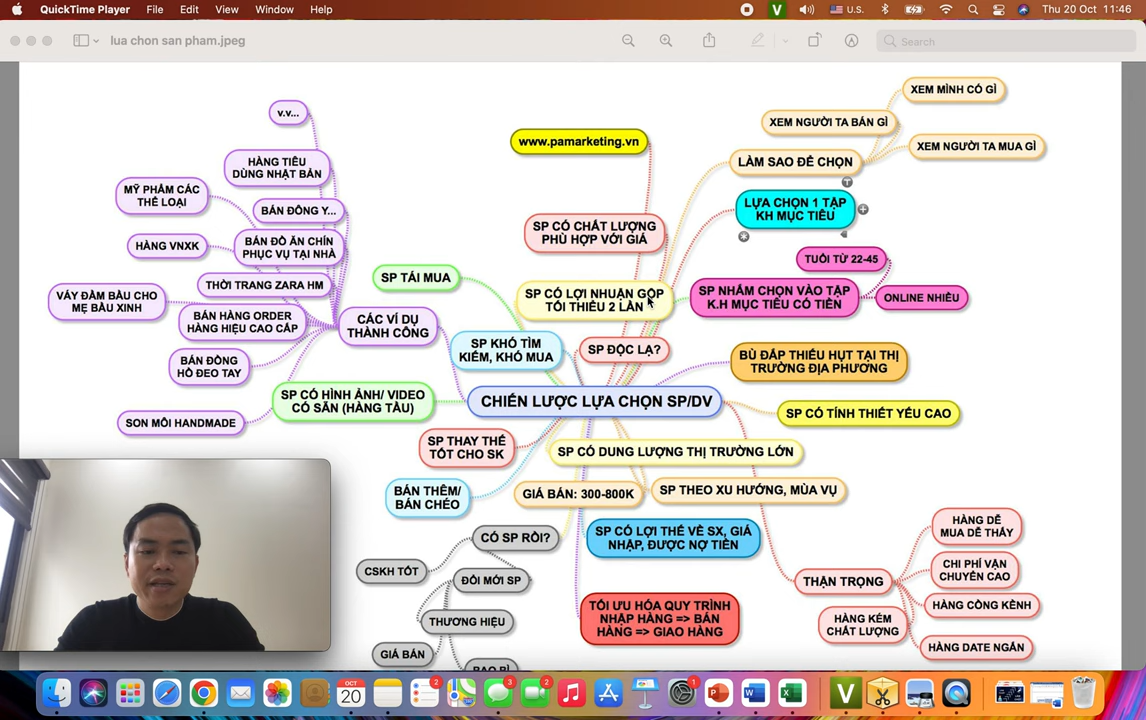 QuickTime Player File Edit View Window Help
V U.S. Thu 20 Oct 11:46
lua chon san pham.jpeg
Search
XEM MÌNH CÓ GÌ
XEM NGƯỜI TA BÁN GÌ
XEM NGƯỜI TA MUA GÌ
LÀM SAO ĐỂ CHỌN
www.pamarketing.vn
LỰA CHỌN 1 TẬP
KH MỤC TIÊU
SP CÓ CHẤT LƯỢNG
PHÙ HỢP VỚI GIÁ
TUỔI TỪ 22-45
SP NHẮM CHỌN VÀO TẬP
K.H MỤC TIÊU CÓ TIỀN
ONLINE NHIỀU
SP CÓ LỢI NHUẬN GỘP
TỐI THIỂU 2 LẦN
SP TÁI MUA
SP KHÓ TÌM
KIẾM, KHÓ MUA
SP ĐỘC LẠ?
BÙ ĐẮP THIẾU HỤT TẠI THỊ
TRƯỜNG ĐỊA PHƯƠNG
v.v...
HÀNG TIÊU
DÙNG NHẬT BẢN
MỸ PHẨM CÁC
THỂ LOẠI
BÁN ĐÔNG Y...
HÀNG VNXK
BÁN ĐỒ ĂN CHÍN
PHỤC VỤ TẠI NHÀ
THỜI TRANG ZARA HM
VÁY ĐẦM BẦU CHO
MẸ BẦU XINH
BÁN HÀNG ORDER
HÀNG HIỆU CAO CẤP
CÁC VÍ DỤ
THÀNH CÔNG
BÁN ĐỒNG
HỒ ĐEO TAY
SON MÔI HANDMADE
SP CÓ HÌNH ẢNH/ VIDEO
CÓ SẴN (HÀNG TÀU)
CHIẾN LƯỢC LỰA CHỌN SP/DV
SP CÓ TÍNH THIẾT YẾU CAO
SP THAY THẾ
TỐT CHO SK
SP CÓ DUNG LƯỢNG THỊ TRƯỜNG LỚN
BÁN THÊM/
BÁN CHÉO
GIÁ BÁN: 300-800K
SP THEO XU HƯỚNG, MÙA VỤ
SP CÓ LỢI THẾ VỀ SX, GIÁ
NHẬP, ĐƯỢC NỢ TIỀN
CÓ SP RỒI?
CSKH TỐT
ĐỔI MỚI SP
THƯƠNG HIỆU
GIÁ BÁN
BAO BÌ
TỐI ƯU HÓA QUY TRÌNH
NHẬP HÀNG => BÁN
HÀNG => GIAO HÀNG
THẬN TRỌNG
HÀNG DỄ
MUA DỄ THẤY
CHI PHÍ VẬN
CHUYỂN CAO
HÀNG CỒNG KỀNH
HÀNG KÉM
CHẤT LƯỢNG
HÀNG DATE NGẮN
OCT
20
2
3
2
1
P
W
X
V